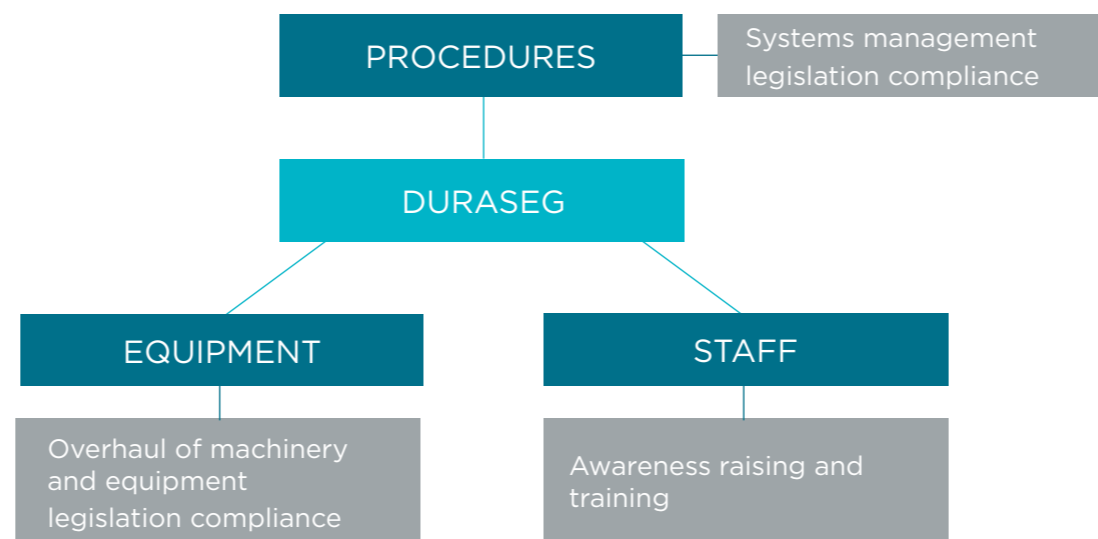 PROCEDURES
Systems management
legislation compliance
DURASEG
EQUIPMENT
STAFF
Overhaul of machinery
and equipment
legislation compliance
Awareness raising and
training